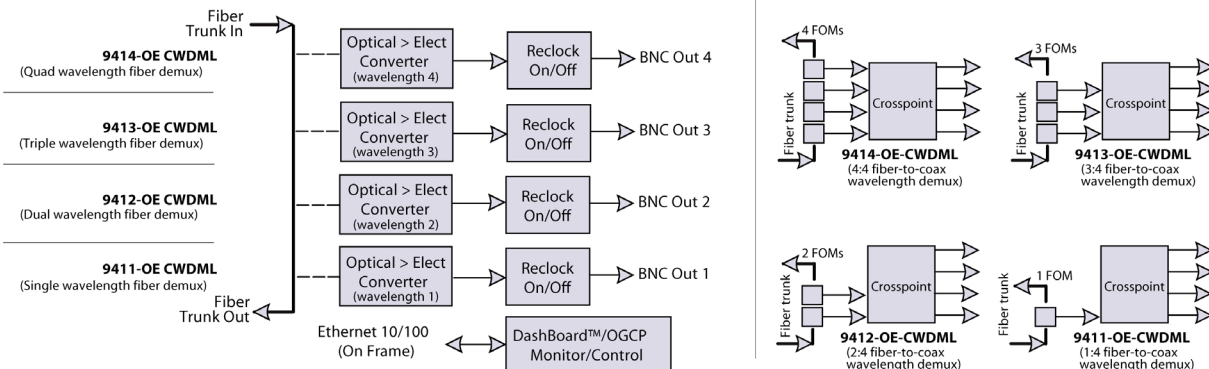 Fiber
Trunk In
9414-OE CWDML
(Quad wavelength fiber demux)
Optical > Elect
Converter
(wavelength 4)
Reclock
On/Off
BNC Out 4
9413-OE CWDML
(Triple wavelength fiber demux)
Optical > Elect
Converter
(wavelength 3)
Reclock
On/Off
BNC Out 3
9412-OE CWDML
(Dual wavelength fiber demux)
Optical > Elect
Converter
(wavelength 2)
Reclock
On/Off
BNC Out 2
9411-OE CWDML
(Single wavelength fiber demux)
Optical > Elect
Converter
(wavelength 1)
Reclock
On/Off
BNC Out 1
Fiber
Trunk Out
Ethernet 10/100
(On Frame)
DashBoard™/OGCP
Monitor/Control
4 FOMs
Fiber trunk
Crosspoint
9414-OE-CWDML
(4:4 fiber-to-coax
wavelength demux)
3 FOMs
Fiber trunk
Crosspoint
9413-OE-CWDML
(3:4 fiber-to-coax
wavelength demux)
2 FOMs
Fiber trunk
Crosspoint
9412-OE-CWDML
(2:4 fiber-to-coax
wavelength demux)
1 FOM
Fiber trunk
Crosspoint
9411-OE-CWDML
(1:4 fiber-to-coax
wavelength demux)